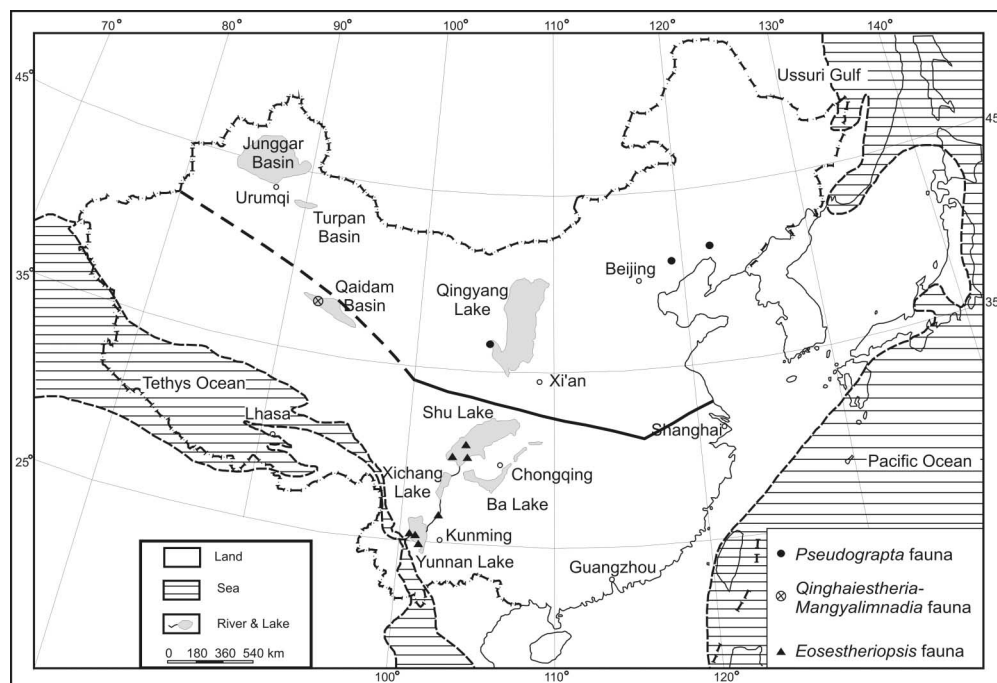 70°
80°
90°
100°
110°
120°
130°
140°
45°
35°
25°
45°
35°
Ussuri Gulf
Junggar
Basin
Urumqi
Turpan
Basin
Qaidam
Basin
Qingyang
Lake
Beijing
Xi'an
Tethys Ocean
Lhasa
Shu Lake
Shanghai
Xichang
Lake
Chongqing
Ba Lake
Pacific Ocean
Kunming
Yunnan Lake
Guangzhou
Land
Sea
River & Lake
0 180 360 540 km
Pseudograpta fauna
Qinghaiestheria-
Mangyalimnadia fauna
Eosestheriopsis fauna
100°
110°
120°